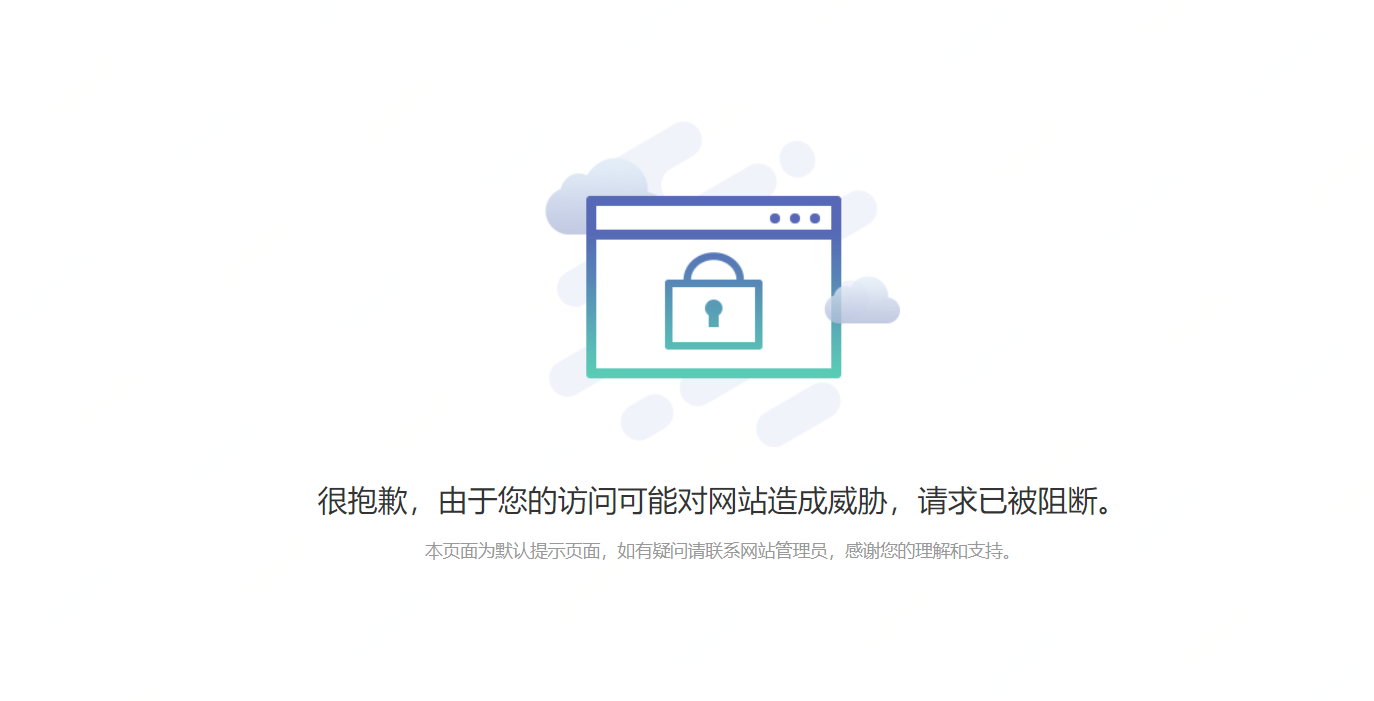 很抱歉，由于您的访问可能对网站造成威胁，请求已被阻断。
本页面为默认提示页面，如有疑问请联系网站管理员，感谢您的理解和支持。